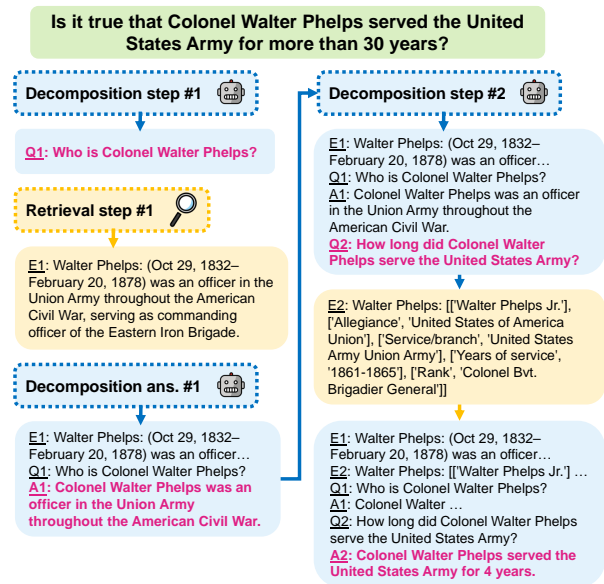 Is it true that Colonel Walter Phelps served the United
States Army for more than 30 years?
Decomposition step #1
Q1: Who is Colonel Walter Phelps?
Retrieval step #1
E1: Walter Phelps: (Oct 29, 1832–
February 20, 1878) was an officer in the
Union Army throughout the American
Civil War, serving as commanding
officer of the Eastern Iron Brigade.
Decomposition ans. #1
E1: Walter Phelps: (Oct 29, 1832–
February 20, 1878) was an officer…
Q1: Who is Colonel Walter Phelps?
A1: Colonel Walter Phelps was an
officer in the Union Army
throughout the American Civil War.
Decomposition step #2
E1: Walter Phelps: (Oct 29, 1832–
February 20, 1878) was an officer…
Q1: Who is Colonel Walter Phelps?
A1: Colonel Walter Phelps was an officer
in the Union Army throughout the
American Civil War.
Q2: How long did Colonel Walter
Phelps serve the United States Army?
E2: Walter Phelps: [['Walter Phelps Jr.'],
['Allegiance', 'United States of America
Union'], ['Service/branch', 'United States
Army Union Army'], ['Years of service',
'1861-1865'], ['Rank', 'Colonel Bvt.
Brigadier General']]
E1: Walter Phelps: (Oct 29, 1832–
February 20, 1878) was an officer…
E2: Walter Phelps: [['Walter Phelps Jr.'] …
Q1: Who is Colonel Walter Phelps?
A1: Colonel Walter …
Q2: How long did Colonel Walter Phelps
serve the United States Army?
A2: Colonel Walter Phelps served the
United States Army for 4 years.